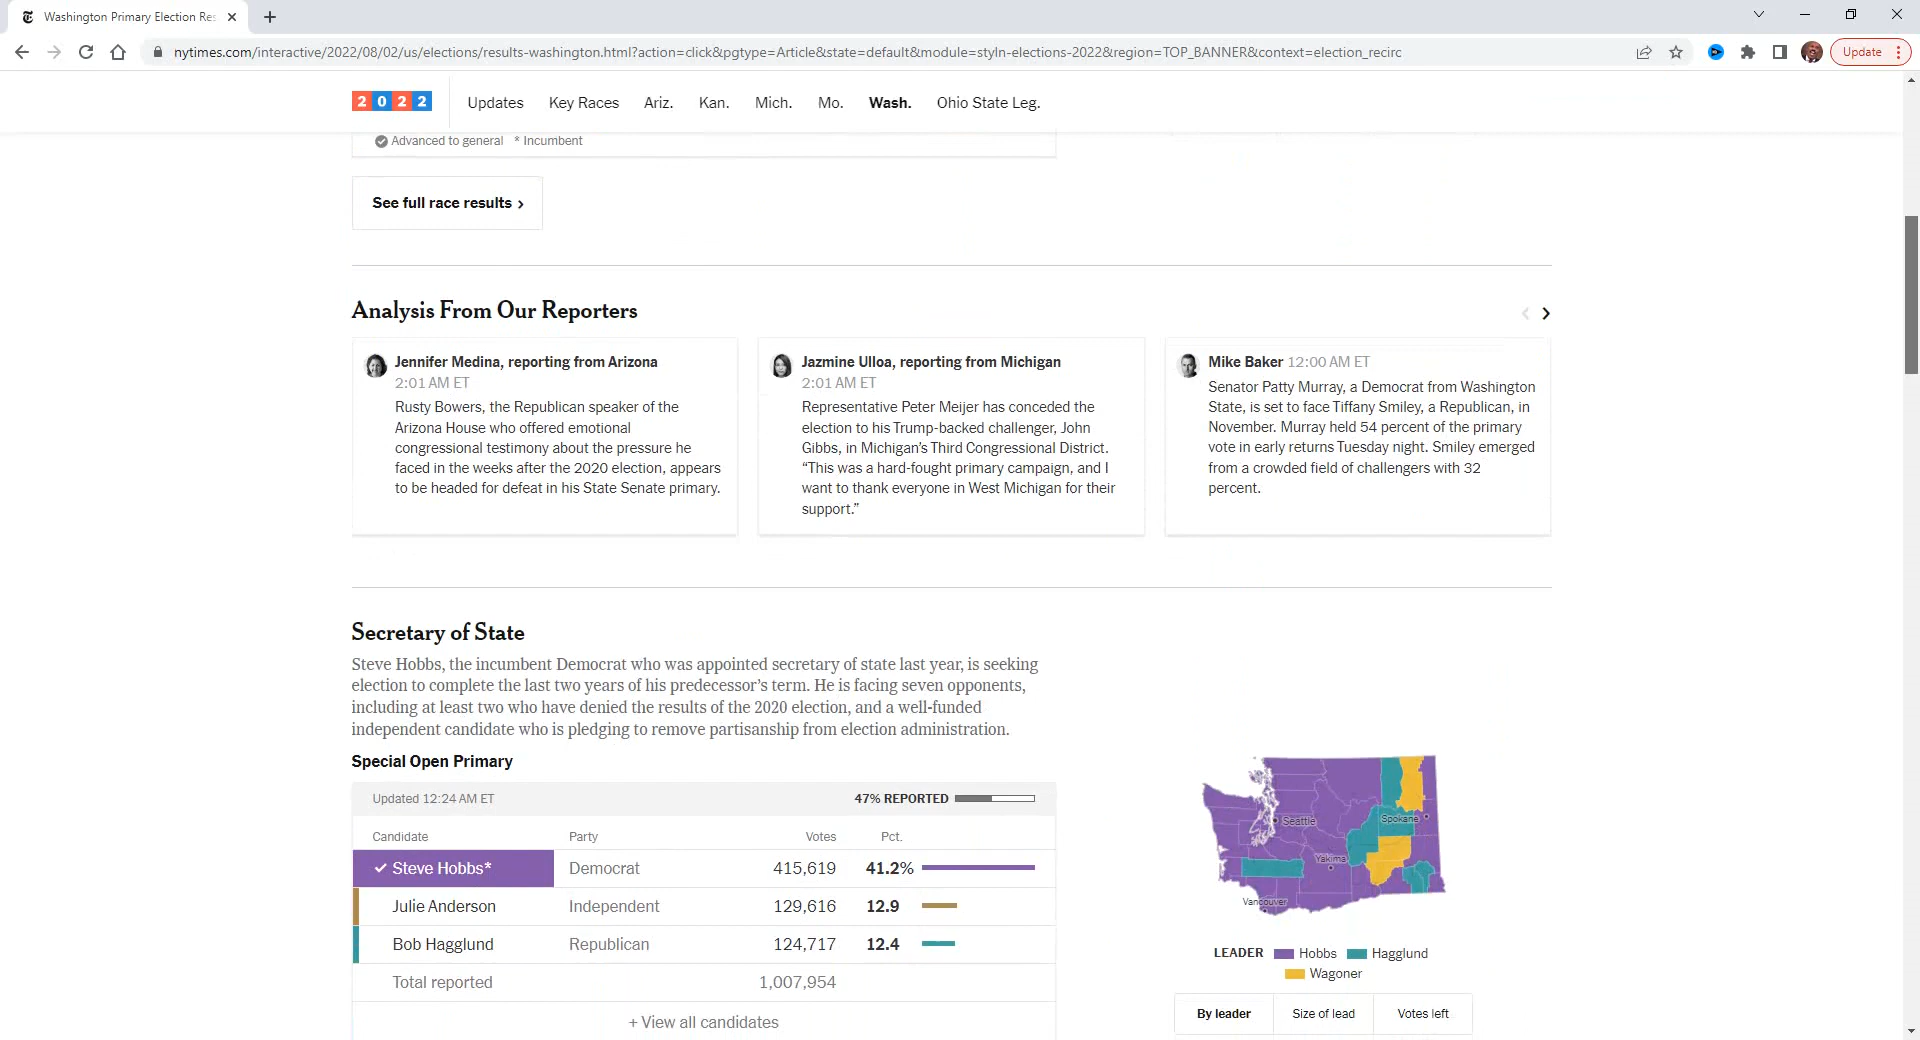 Washington Primary Election Res
nytimes.com/interactive/2022/08/02/us/elections/results-washington.html?action=click&pgtype=Article&state=default&module=styln-elections-2022&region=TOP_BANNER&context=election_recirc
Update
2022
Updates Key Races Ariz. Kan. Mich. Mo. Wash. Ohio State Leg.
Advanced to general * Incumbent
See full race results ›
Analysis From Our Reporters
Jennifer Medina, reporting from Arizona
2:01 AM ET
Rusty Bowers, the Republican speaker of the
Arizona House who offered emotional
congressional testimony about the pressure he
faced in the weeks after the 2020 election, appears
to be headed for defeat in his State Senate primary.
Jazmine Ulloa, reporting from Michigan
2:01 AM ET
Representative Peter Meijer has conceded the
election to his Trump-backed challenger, John
Gibbs, in Michigan’s Third Congressional District.
“This was a hard-fought primary campaign, and I
want to thank everyone in West Michigan for their
support.”
Mike Baker 12:00 AM ET
Senator Patty Murray, a Democrat from Washington
State, is set to face Tiffany Smiley, a Republican, in
November. Murray held 54 percent of the primary
vote in early returns Tuesday night. Smiley emerged
from a crowded field of challengers with 32
percent.
Secretary of State
Steve Hobbs, the incumbent Democrat who was appointed secretary of state last year, is seeking
election to complete the last two years of his predecessor’s term. He is facing seven opponents,
including at least two who have denied the results of the 2020 election, and a well-funded
independent candidate who is pledging to remove partisanship from election administration.
Special Open Primary
Updated 12:24 AM ET 47% REPORTED
Candidate Party Votes Pct.
Steve Hobbs* Democrat 415,619 41.2%
Julie Anderson Independent 129,616 12.9
Bob Hagglund Republican 124,717 12.4
Total reported 1,007,954
+ View all candidates
Seattle
Spokane
Yakima
Vancouver
LEADER Hobbs Hagglund
Wagoner
By leader Size of lead Votes left